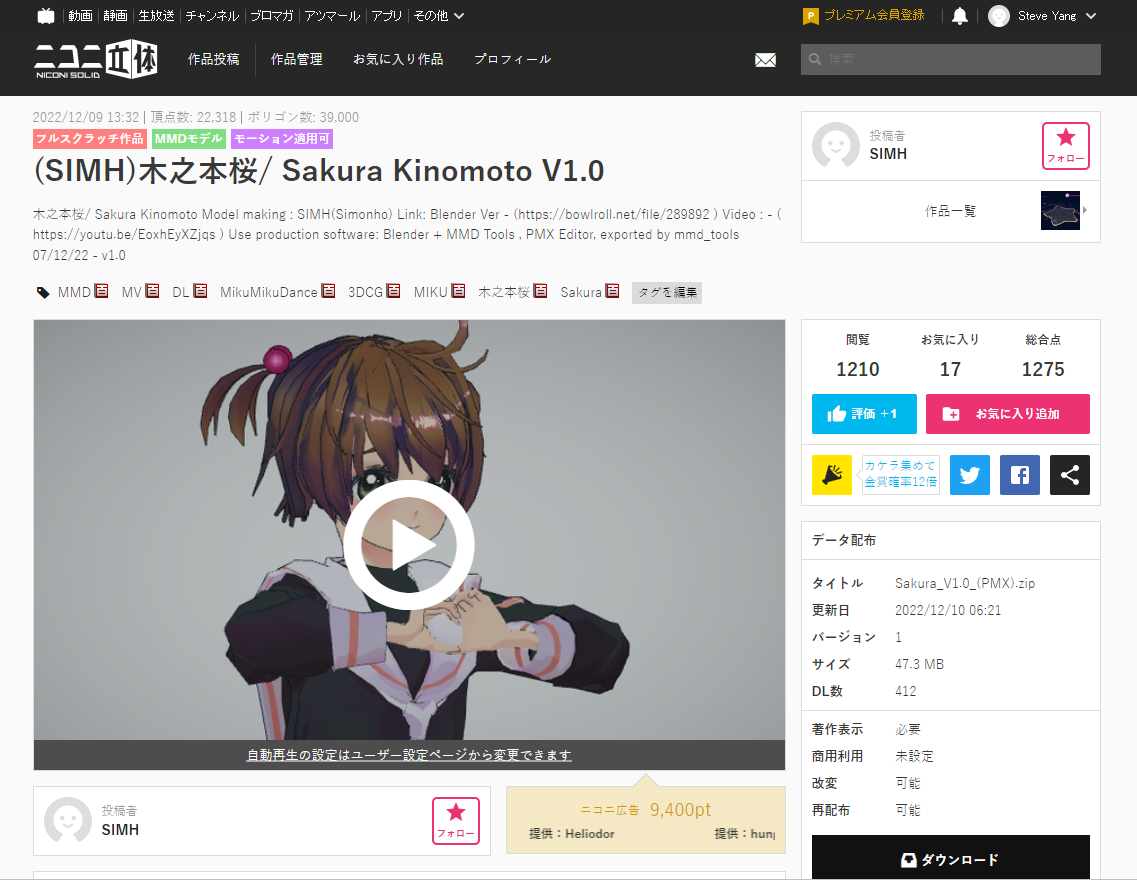 動画 静画 生放送 チャンネル ブロマガ アツマール アプリ その他
プレミアム会員登録 Steve Yang
ニコニ立体
NICONI SOLID
作品投稿 作品管理 お気に入り作品 プロフィール
検索
2022/12/09 13:32 | 頂点数: 22,318 | ポリゴン数: 39,000
フルスクラッチ作品 MMDモデル モーション適用可
(SIMH)木之本桜/ Sakura Kinomoto V1.0
木之本桜/ Sakura Kinomoto Model making : SIMH(Simonho) Link: Blender Ver - (https://bowlroll.net/file/289892 ) Video : - (
https://youtu.be/EoxhEyXZjqs ) Use production software: Blender + MMD Tools , PMX Editor, exported by mmd_tools
07/12/22 - v1.0
MMD MV DL MikuMikuDance 3DCG MIKU 木之本桜 Sakura タグを編集
投稿者
SIMH
フォロー
作品一覧
自動再生の設定はユーザー設定ページから変更できます
投稿者
SIMH
フォロー
ニコニ広告 9,400pt
提供：Heliodor 提供：hung
閲覧 お気に入り 総合点
1210 17 1275
評価 +1 お気に入り追加
カケラ集めて
金賞確率12倍
データ配布
タイトル Sakura_V1.0_(PMX).zip
更新日 2022/12/10 06:21
バージョン 1
サイズ 47.3 MB
DL数 412
著作表示 必要
商用利用 未設定
改変 可能
再配布 可能
ダウンロード